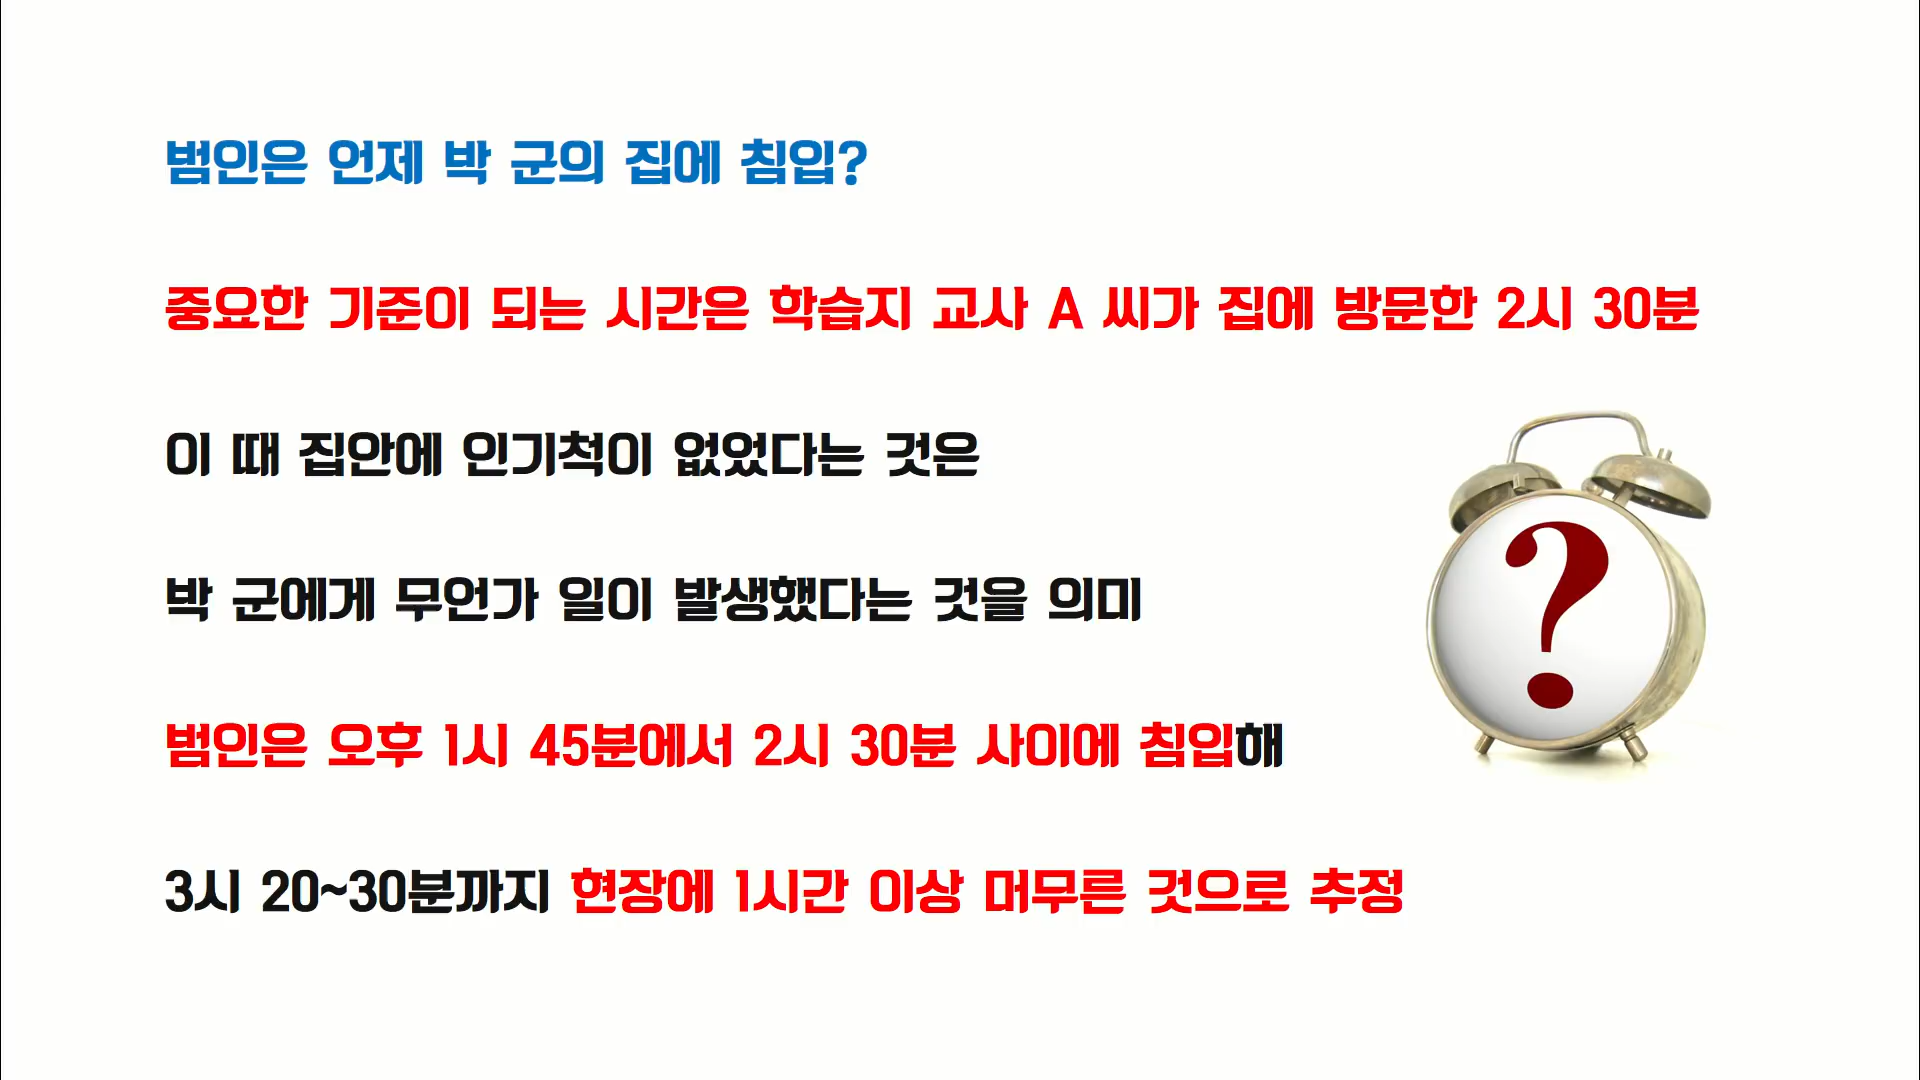 범인은 언제 박 군의 집에 침입?
중요한 기준이 되는 시간은 학습지 교사 A 씨가 집에 방문한 2시 30분
이 때 집안에 인기척이 없었다는 것은
박 군에게 무언가 일이 발생했다는 것을 의미
범인은 오후 1시 45분에서 2시 30분 사이에 침입해
3시 20~30분까지 현장에 1시간 이상 머무른 것으로 추정
?